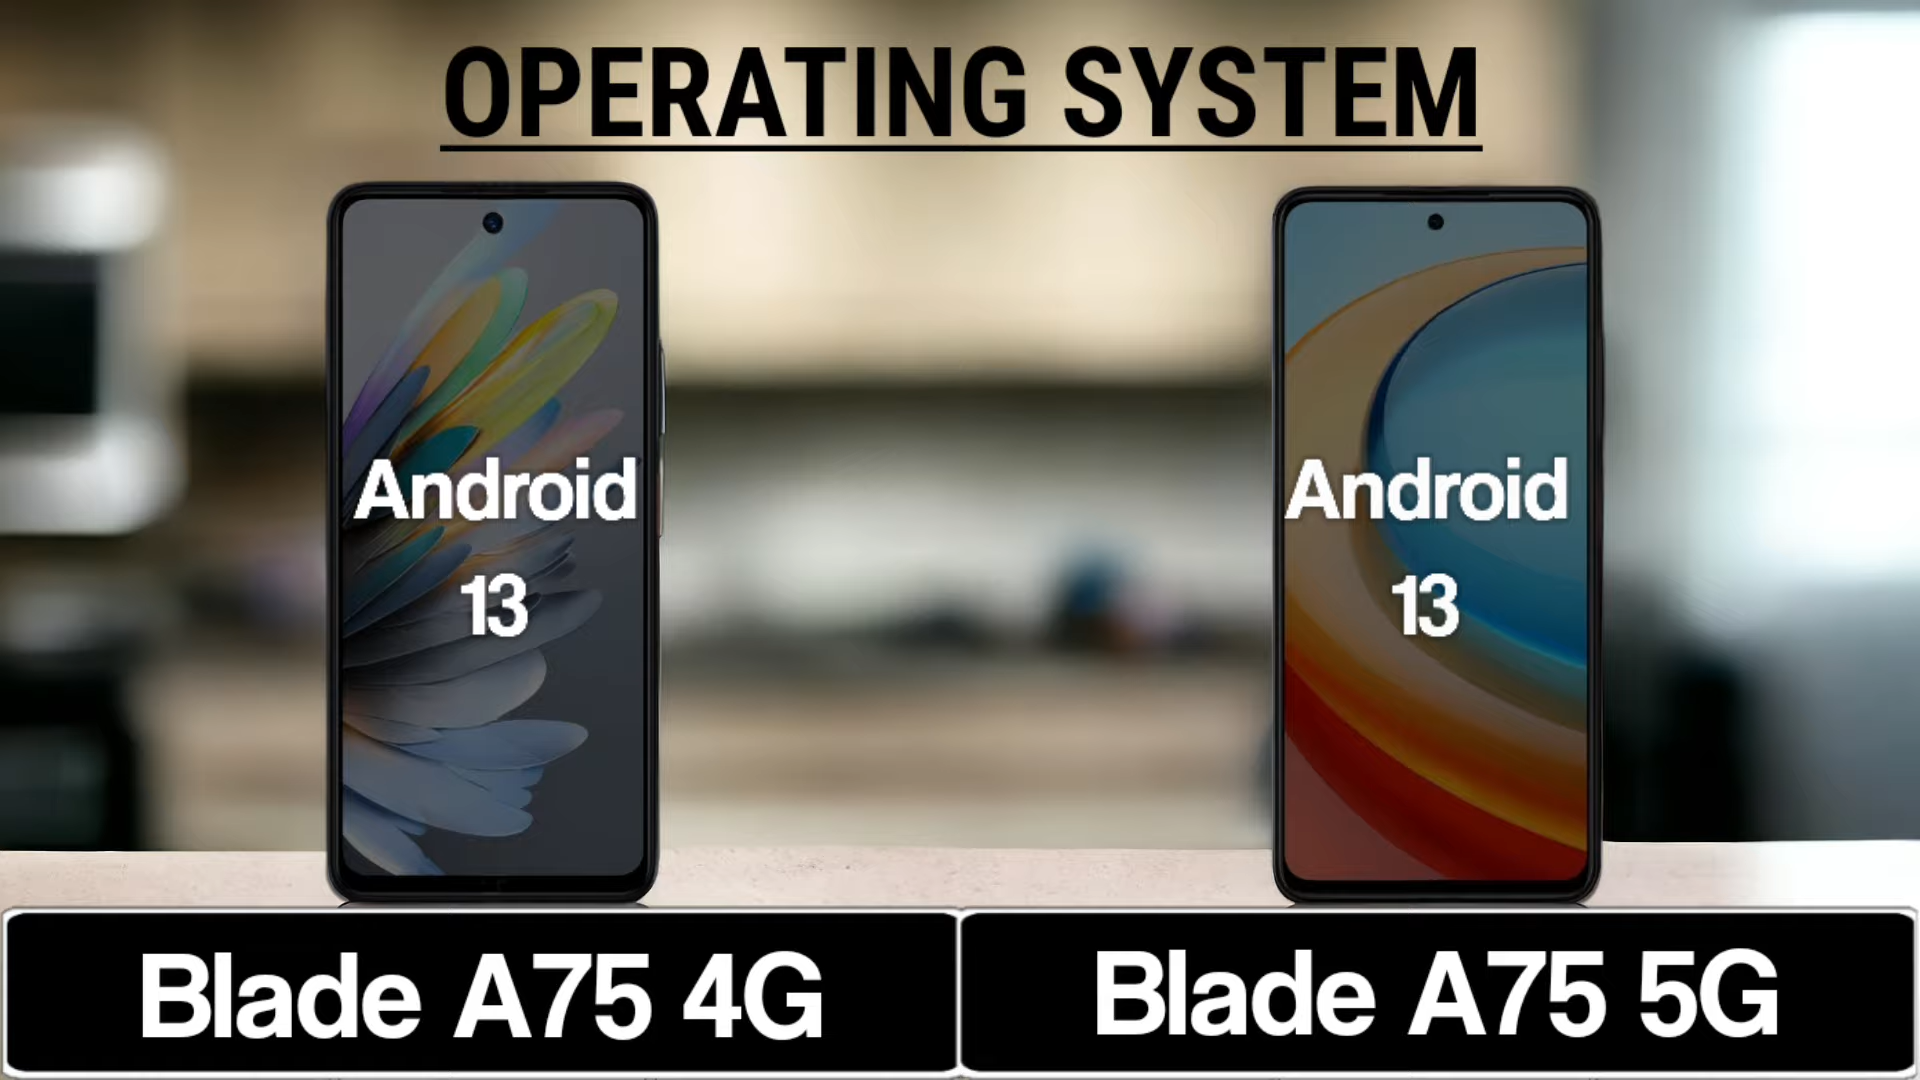 OPERATING SYSTEM
Android
13
Android
13
Blade A75 4G
Blade A75 5G